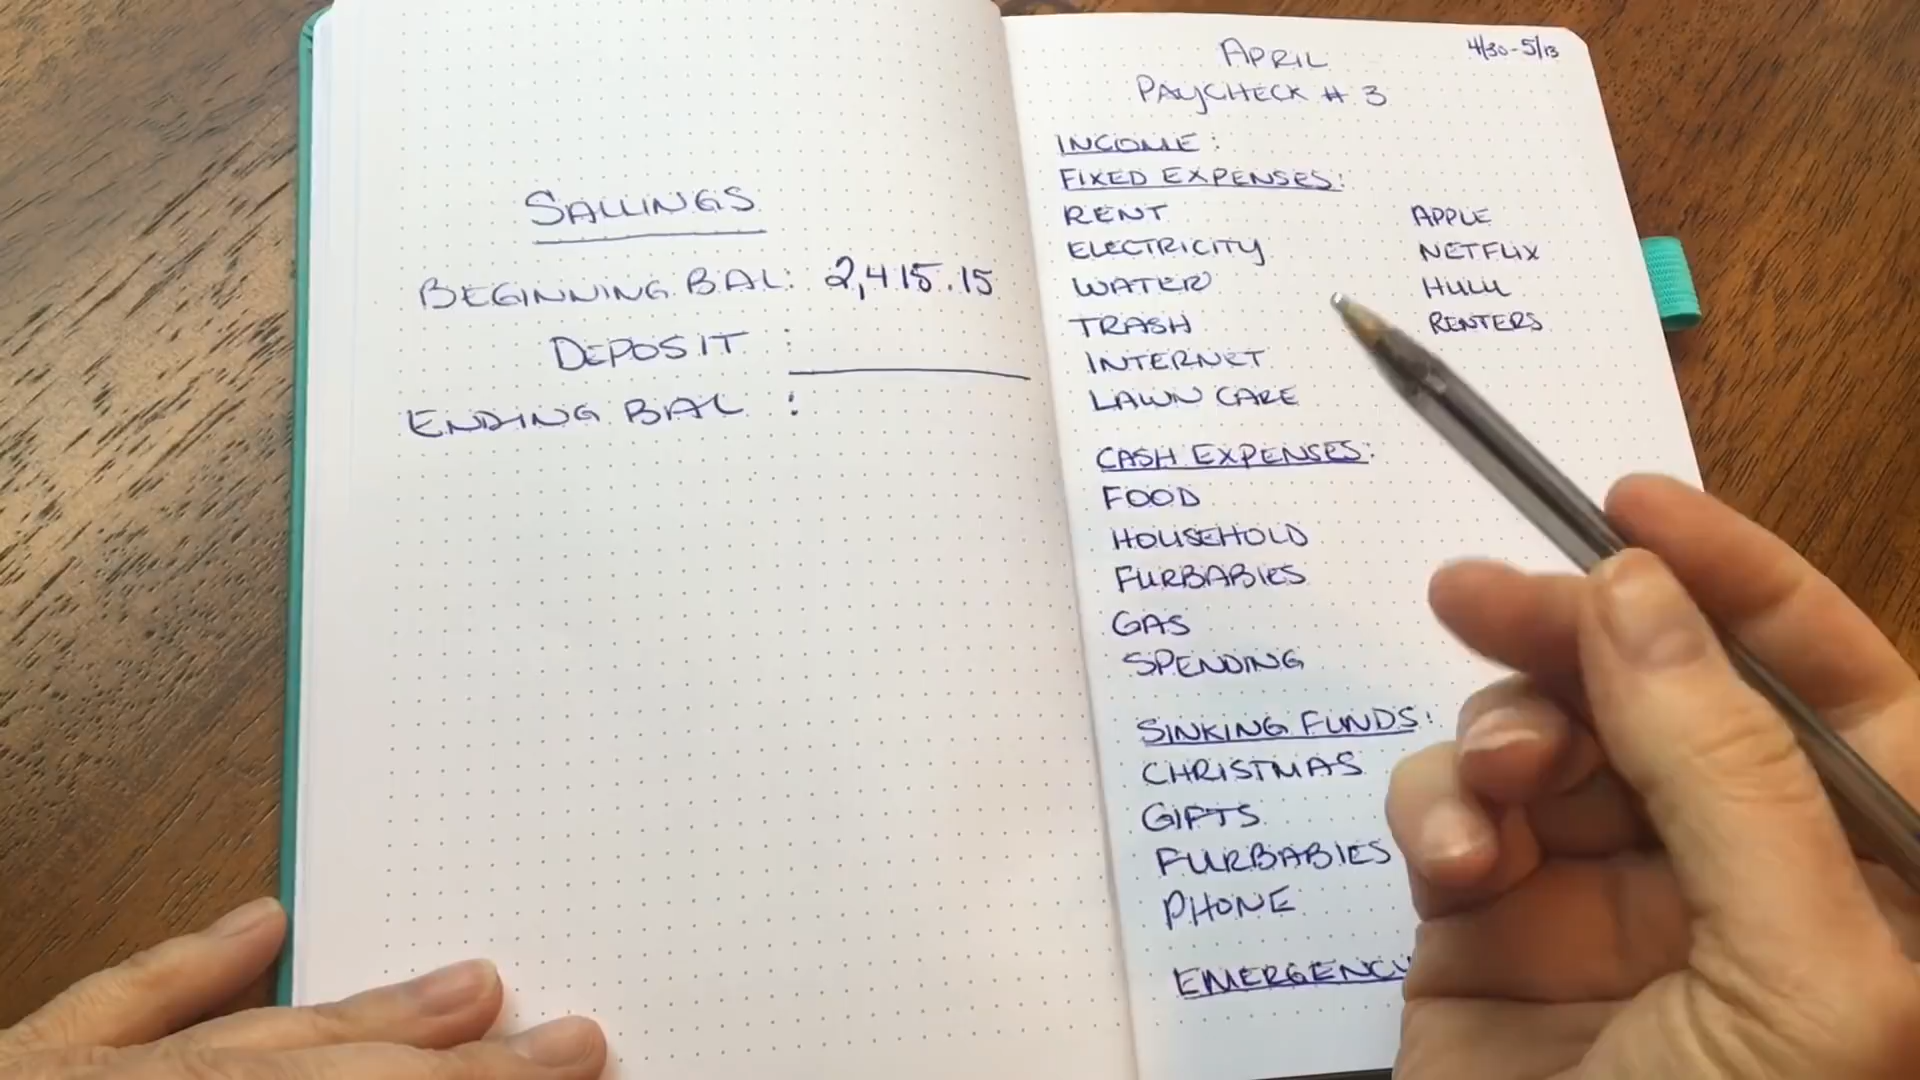 SAVINGS
BEGINNING BAL: 2,415.15
DEPOSIT :
ENDING BAL :
APRIL
4/30-5/13
PAYCHECK # 3
INCOME:
FIXED EXPENSES:
RENT
ELECTRICITY
WATER
TRASH
INTERNET
LAWN CARE
APPLE
NETFLIX
HULU
RENTERS
CASH EXPENSES:
FOOD
HOUSEHOLD
FURBABIES
GAS
SPENDING
SINKING FUNDS:
CHRISTMAS
GIFTS
FURBABIES
PHONE
EMERGENCY